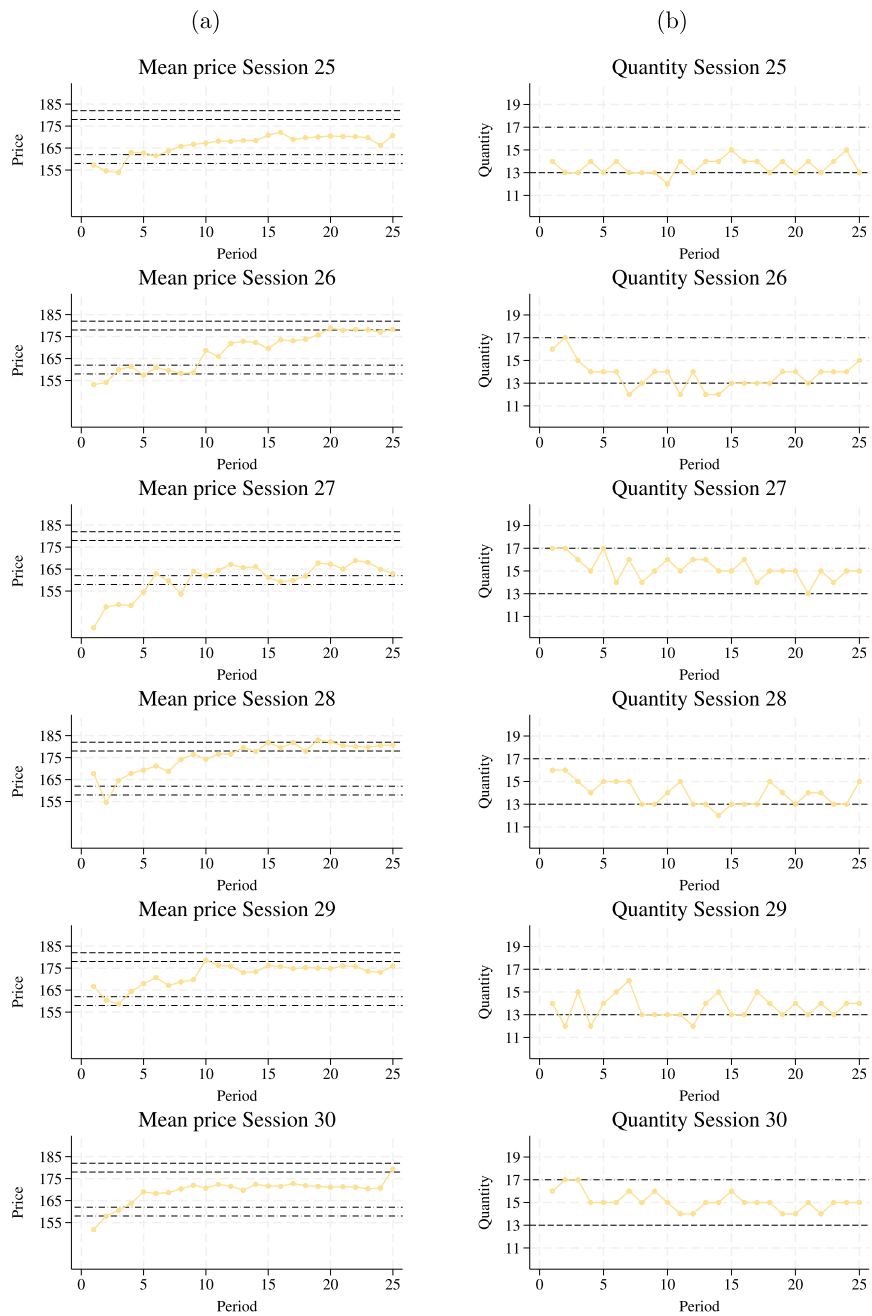 (a)
(b)
Mean price Session 25
Price
185
175
165
155
0 5 10 15 20 25
Period
Quantity Session 25
Quantity
19
17
15
13
11
0 5 10 15 20 25
Period
Mean price Session 26
Price
185
175
165
155
0 5 10 15 20 25
Period
Quantity Session 26
Quantity
19
17
15
13
11
0 5 10 15 20 25
Period
Mean price Session 27
Price
185
175
165
155
0 5 10 15 20 25
Period
Quantity Session 27
Quantity
19
17
15
13
11
0 5 10 15 20 25
Period
Mean price Session 28
Price
185
175
165
155
0 5 10 15 20 25
Period
Quantity Session 28
Quantity
19
17
15
13
11
0 5 10 15 20 25
Period
Mean price Session 29
Price
185
175
165
155
0 5 10 15 20 25
Period
Quantity Session 29
Quantity
19
17
15
13
11
0 5 10 15 20 25
Period
Mean price Session 30
Price
185
175
165
155
0 5 10 15 20 25
Period
Quantity Session 30
Quantity
19
17
15
13
11
0 5 10 15 20 25
Period